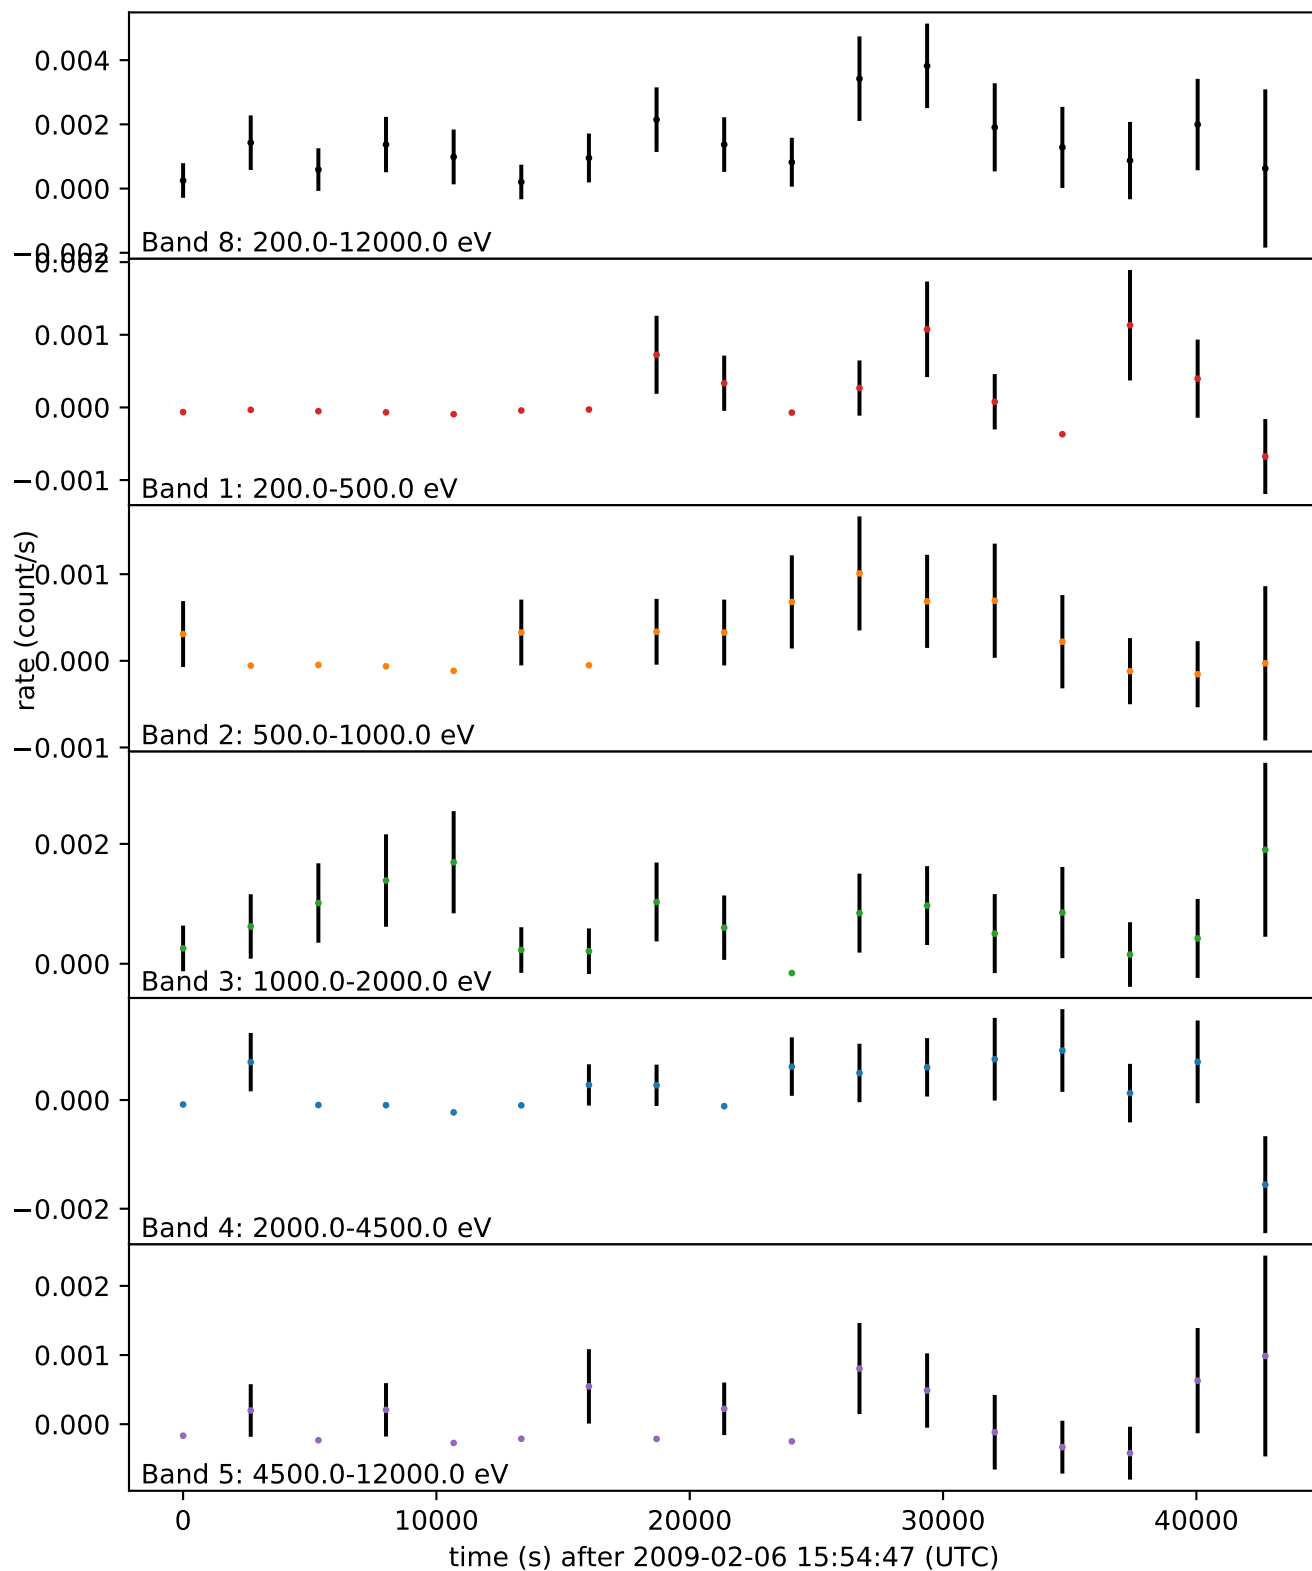 0.004
0.002
0.000
−0.002
Band 8: 200.0-12000.0 eV
0.002
0.001
0.000
−0.001
Band 1: 200.0-500.0 eV
rate (count/s)
0.001
0.000
−0.001
Band 2: 500.0-1000.0 eV
0.002
0.000
Band 3: 1000.0-2000.0 eV
0.000
−0.002
Band 4: 2000.0-4500.0 eV
0.002
0.001
0.000
Band 5: 4500.0-12000.0 eV
0 10000 20000 30000 40000
time (s) after 2009-02-06 15:54:47 (UTC)